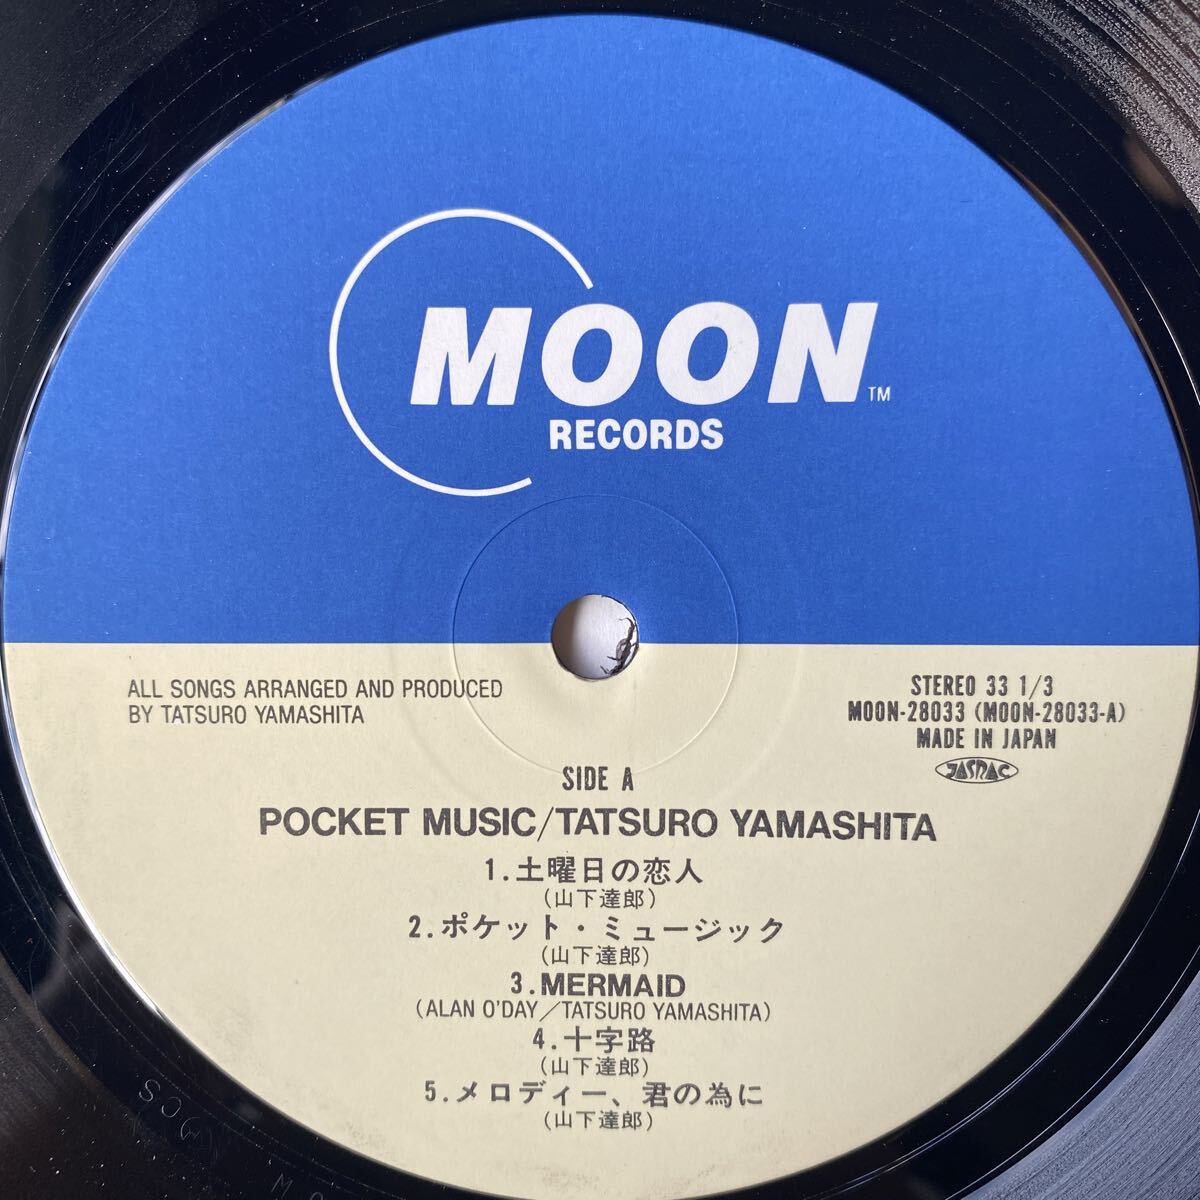 MOON
TM
RECORDS
ALL SONGS ARRANGED AND PRODUCED
BY TATSURO YAMASHITA
STEREO 33 1/3
MOON-28033 (MOON-28033-A)
MADE IN JAPAN
JASRAC
SIDE A
POCKET MUSIC/TATSURO YAMASHITA
1.土曜日の恋人
(山下達郎)
2.ポケット・ミュージック
(山下達郎)
3.MERMAID
(ALAN O'DAY/TATSURO YAMASHITA)
4.十字路
(山下達郎)
5.メロディー、君の為に
(山下達郎)